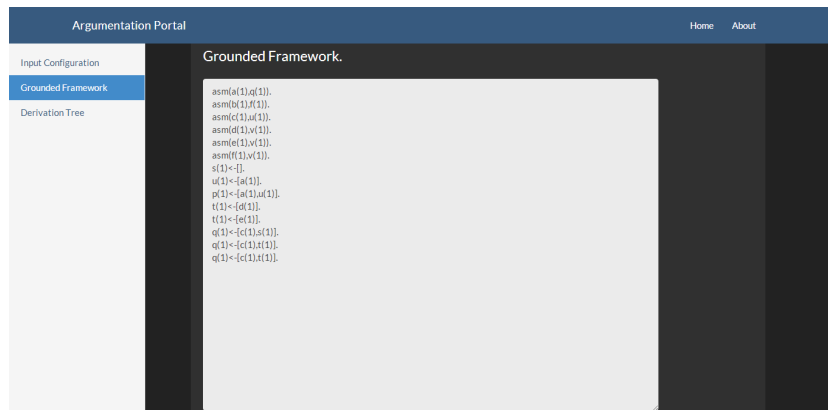 Argumentation Portal
Home
About
Input Configuration
Grounded Framework
Derivation Tree
Grounded Framework.
asm(a(1),q(1)).
asm(b(1),f(1)).
asm(c(1),u(1)).
asm(d(1),v(1)).
asm(e(1),v(1)).
asm(f(1),v(1)).
s(1)<-[].
u(1)<-[a(1)].
p(1)<-[a(1),u(1)].
t(1)<-[d(1)].
t(1)<-[e(1)].
q(1)<-[c(1),s(1)].
q(1)<-[c(1),t(1)].
q(1)<-[c(1),t(1)].